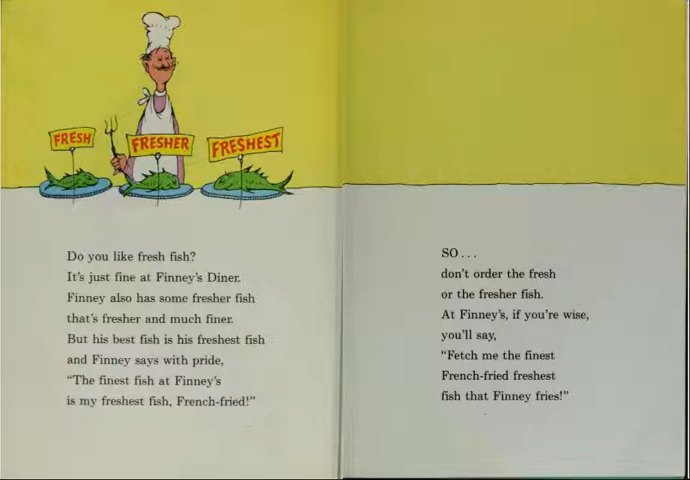 FRESH
FRESHER
FRESHEST
Do you like fresh fish?
It's just fine at Finney's Diner.
Finney also has some fresher fish
that's fresher and much finer.
But his best fish is his freshest fish
and Finney says with pride,
"The finest fish at Finney's
is my freshest fish, French-fried!"
SO...
don't order the fresh
or the fresher fish.
At Finney's, if you're wise,
you'll say,
"Fetch me the finest
French-fried freshest
fish that Finney fries!"